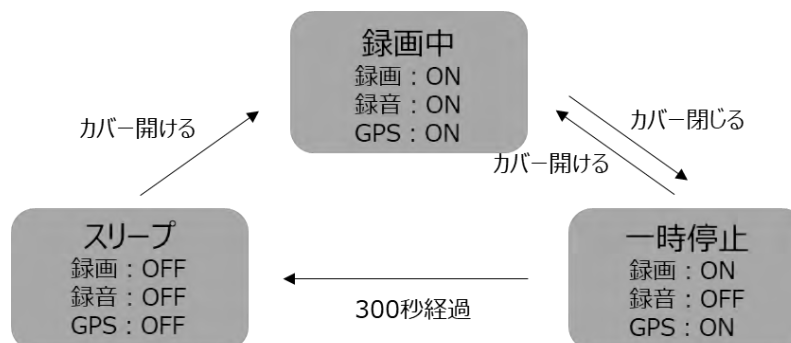 録画中
録画：ON
録音：ON
GPS：ON
カバー開ける
カバー閉じる
カバー開ける
スリープ
録画：OFF
録音：OFF
GPS：OFF
300秒経過
一時停止
録画：ON
録音：OFF
GPS：ON